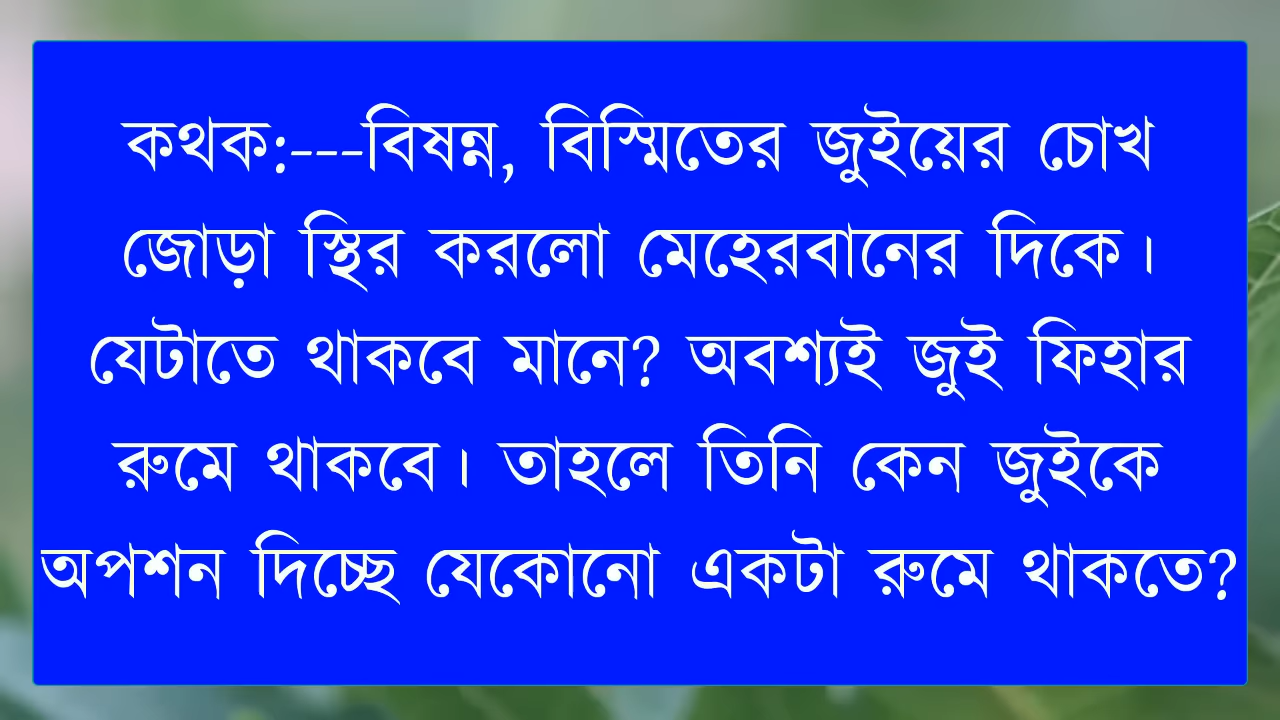 কথক:---বিষন্ন, বিস্মিতের জুইয়ের চোখ
জোড়া স্থির করলো মেহেরবানের দিকে।
যেটাতে থাকবে মানে? অবশ্যই জুই ফিহার
রুমে থাকবে। তাহলে তিনি কেন জুইকে
অপশন দিচ্ছে যেকোনো একটা রুমে থাকতে?